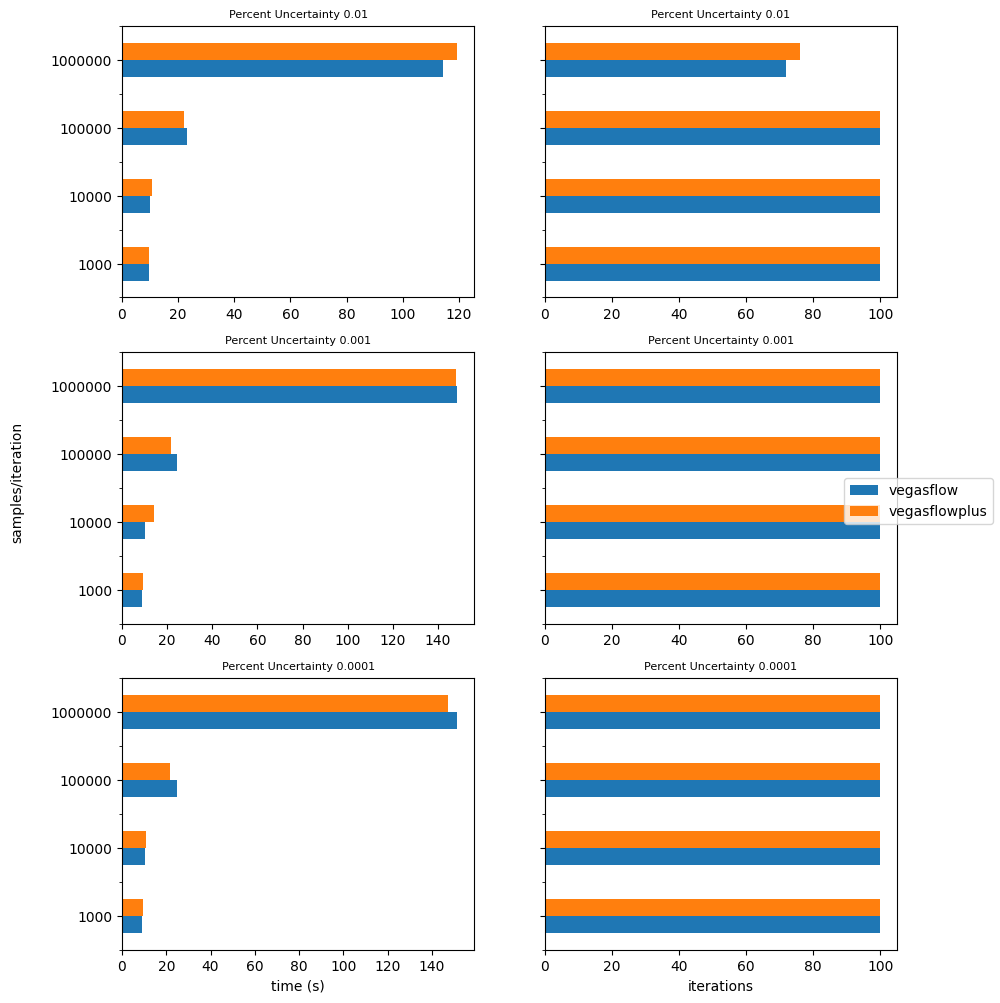 Percent Uncertainty 0.01
1000000
100000
10000
1000
0 20 40 60 80 100 120
Percent Uncertainty 0.01
0 20 40 60 80 100
samples/iteration
Percent Uncertainty 0.001
1000000
100000
10000
1000
0 20 40 60 80 100 120 140
Percent Uncertainty 0.001
0 20 40 60 80 100
vegasflow
vegasflowplus
Percent Uncertainty 0.0001
1000000
100000
10000
1000
0 20 40 60 80 100 120 140
time (s)
Percent Uncertainty 0.0001
0 20 40 60 80 100
iterations